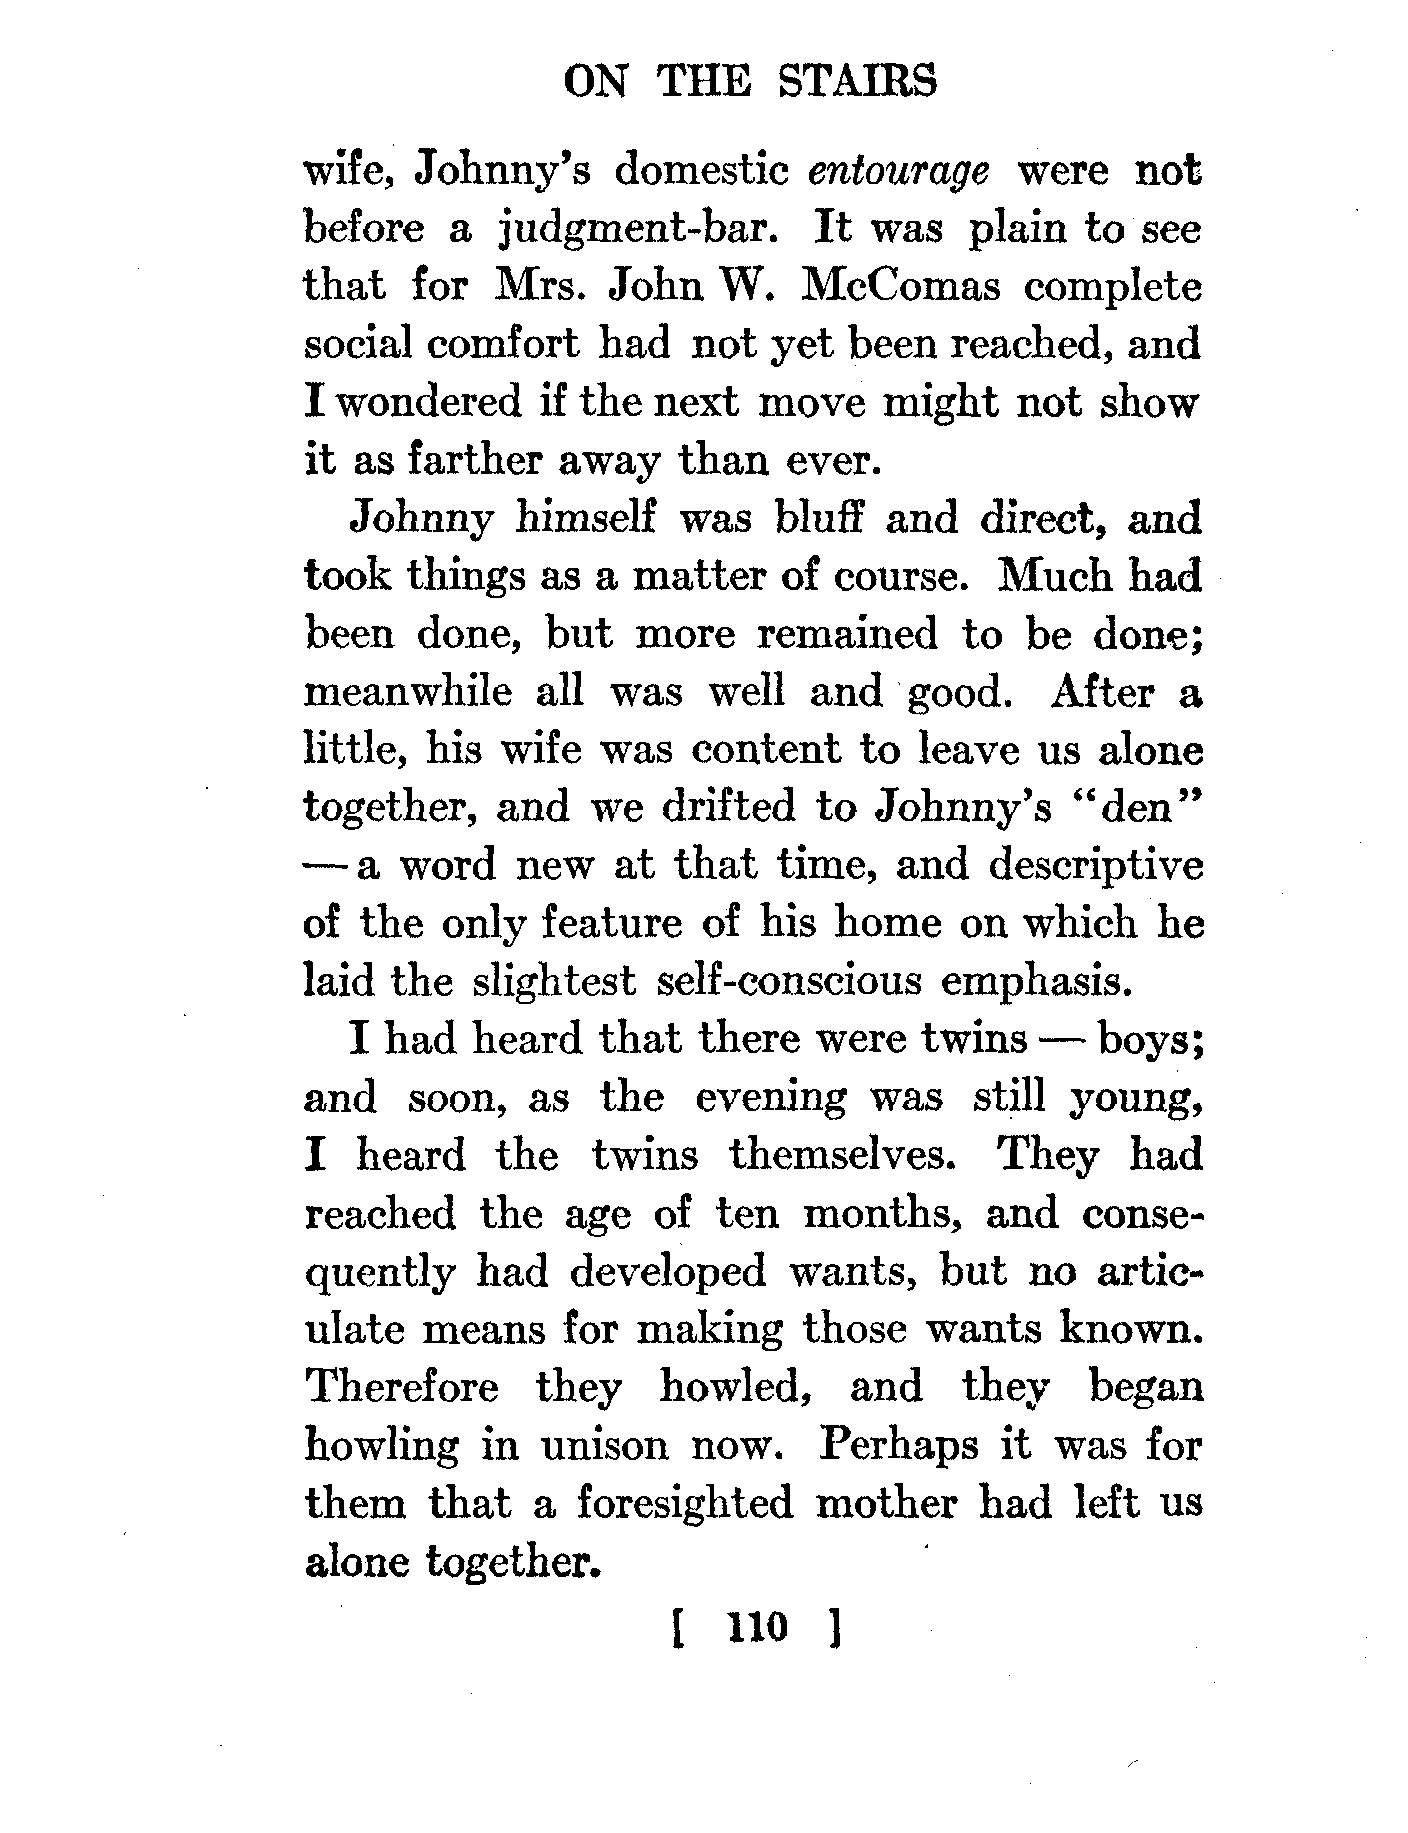 ON THE STAIRS
wife, Johnny's domestic entourage were not
before a judgment-bar. It was plain to see
that for Mrs. John W. McComas complete
social comfort had not yet been reached, and
I wondered if the next move might not show
it as farther away than ever.
Johnny himself was bluff and direct, and
took things as a matter of course. Much had
been done, but more remained to be done;
meanwhile all was well and good. After a
little, his wife was content to leave us alone
together, and we drifted to Johnny's "den"
— a word new at that time, and descriptive
of the only feature of his home on which he
laid the slightest self-conscious emphasis.
I had heard that there were twins — boys;
and soon, as the evening was still young,
I heard the twins themselves. They had
reached the age of ten months, and conse-
quently had developed wants, but no artic-
ulate means for making those wants known.
Therefore they howled, and they began
howling in unison now. Perhaps it was for
them that a foresighted mother had left us
alone together.
[ 110 ]